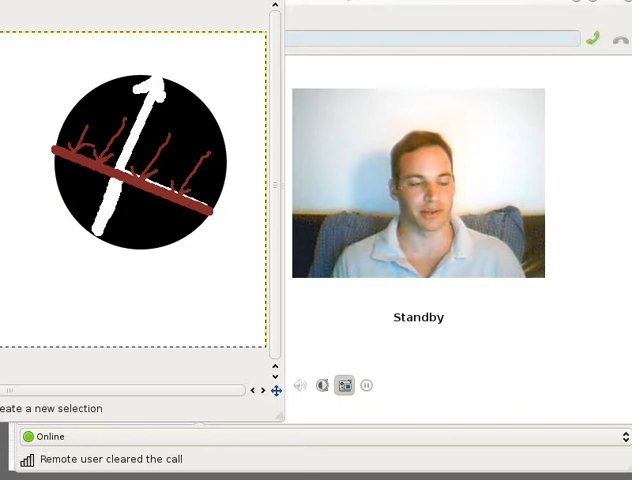 Standby
eate a new selection
Online
Remote user cleared the call